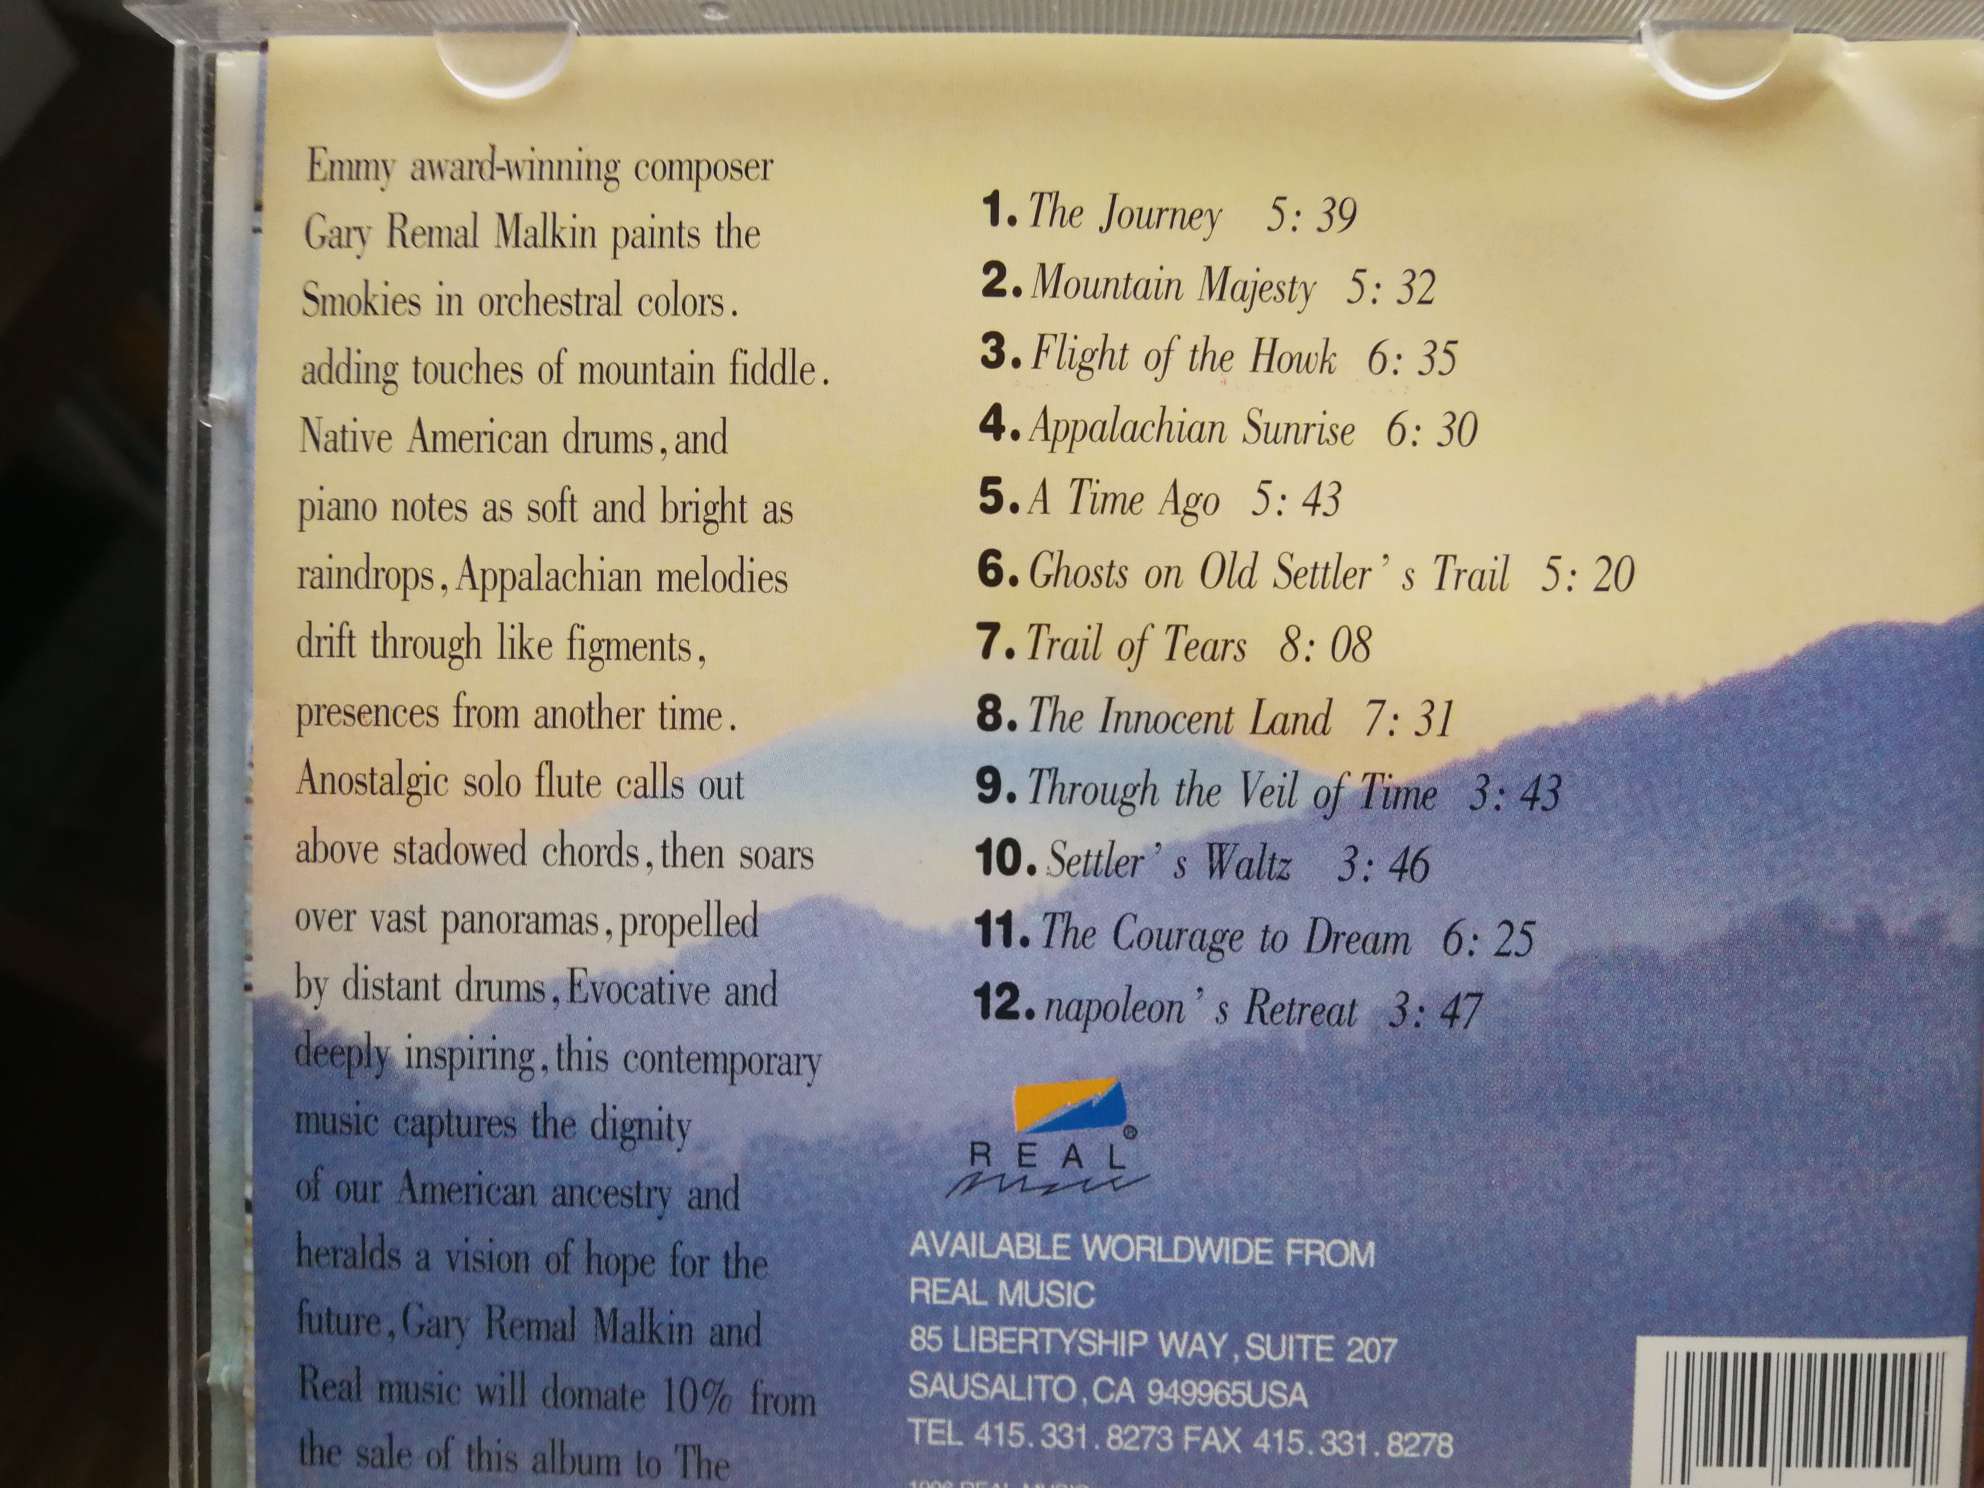 Emmy award-winning composer
Gary Remal Malkin paints the
Smokies in orchestral colors.
adding touches of mountain fiddle.
Native American drums,and
piano notes as soft and bright as
raindrops,Appalachian melodies
drift through like figments,
presences from another time.
Anostalgic solo flute calls out
above stadowed chords,then soars
over vast panoramas,propelled
by distant drums,Evocative and
deeply inspiring,this contemporary
music captures the dignity
of our American ancestry and
heralds a vision of hope for the
future,Gary Remal Malkin and
Real music will domate 10% from
the sale of this album to The
1. The Journey 5: 39
2. Mountain Majesty 5: 32
3. Flight of the Howk 6: 35
4. Appalachian Sunrise 6: 30
5. A Time Ago 5: 43
6. Ghosts on Old Settler's Trail 5: 20
7. Trail of Tears 8: 08
8. The Innocent Land 7: 31
9. Through the Veil of Time 3: 43
10. Settler's Waltz 3: 46
11. The Courage to Dream 6: 25
12. napoleon's Retreat 3: 47
REAL ®
music
AVAILABLE WORLDWIDE FROM
REAL MUSIC
85 LIBERTYSHIP WAY,SUITE 207
SAUSALITO,CA 949965USA
TEL 415.331.8273 FAX 415.331.8278
REAL MUSIC